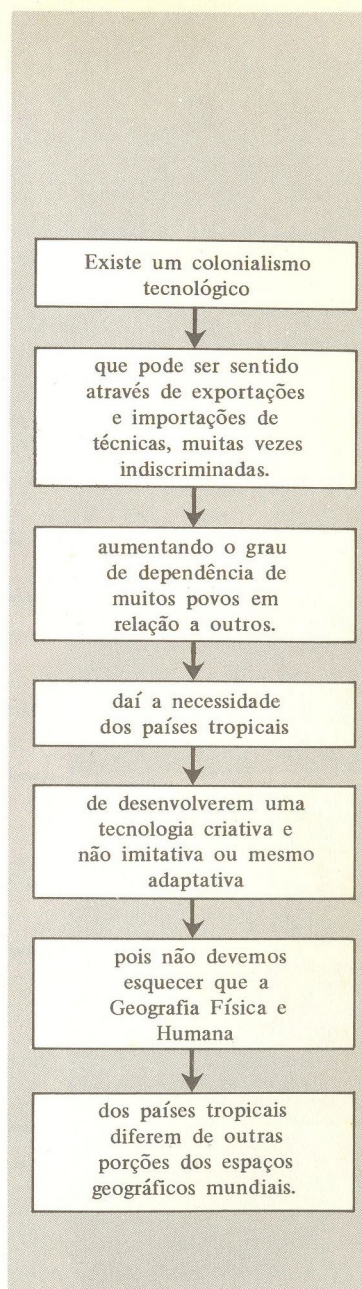 Existe um colonialismo
tecnológico
que pode ser sentido
através de exportações
e importações de
técnicas, muitas vezes
indiscriminadas.
aumentando o grau
de dependência de
muitos povos em
relação a outros.
daí a necessidade
dos países tropicais
de desenvolverem uma
tecnologia criativa e
não imitativa ou mesmo
adaptativa
pois não devemos
esquecer que a
Geografia Física e
Humana
dos países tropicais
diferem de outras
porções dos espaços
geográficos mundiais.